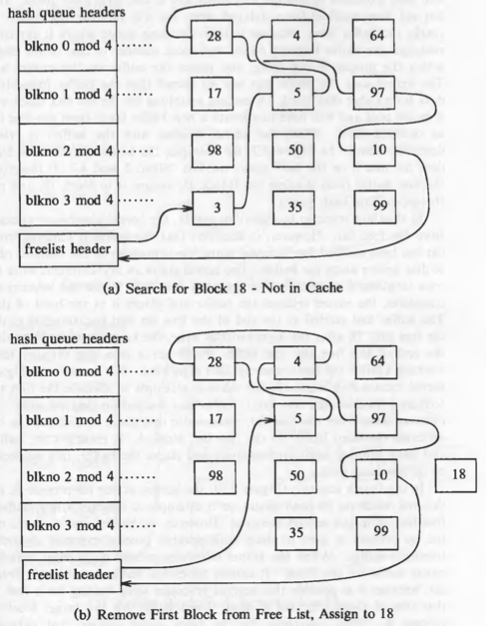 hash queue headers
blkno 0 mod 4 ...... 28 4 64
blkno 1 mod 4 ...... 17 5 97
blkno 2 mod 4 ...... 98 50 10
blkno 3 mod 4 ...... 3 35 99
freelist header
(a) Search for Block 18 - Not in Cache
hash queue headers
blkno 0 mod 4 ...... 28 4 64
blkno 1 mod 4 ...... 17 5 97
blkno 2 mod 4 ...... 98 50 10 18
blkno 3 mod 4 ...... 35 99
freelist header
(b) Remove First Block from Free List, Assign to 18